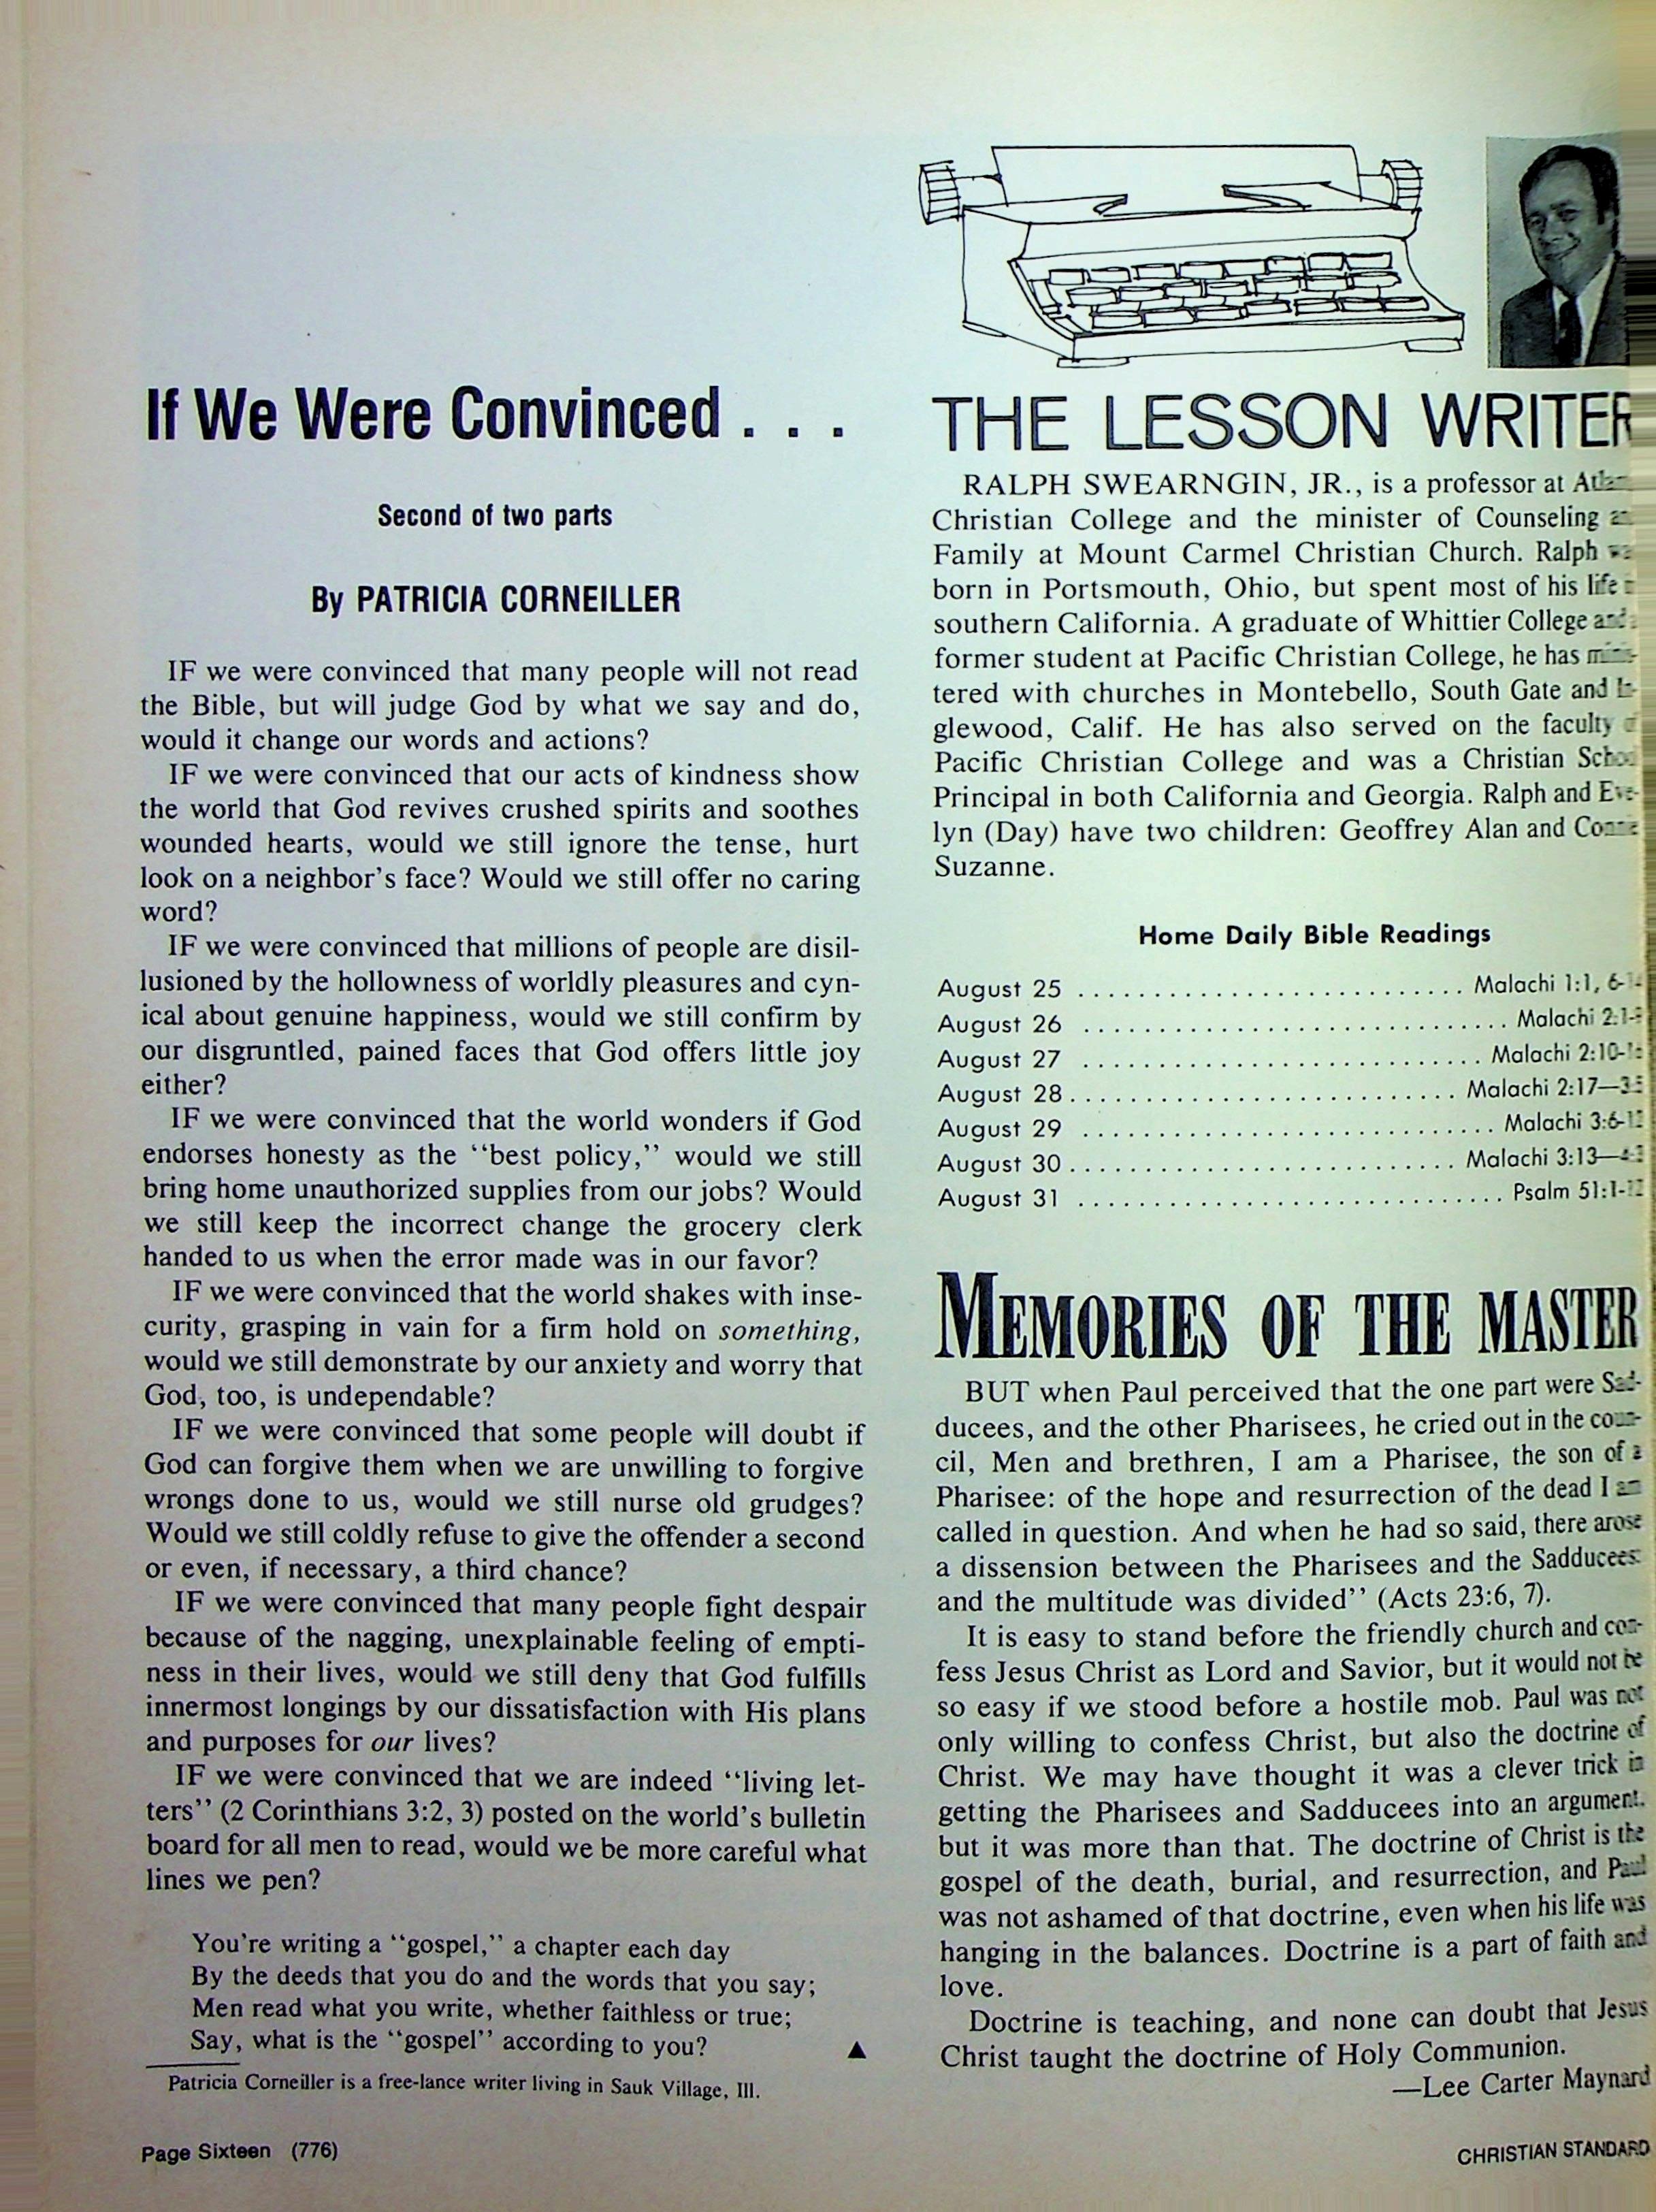 If We Were Convinced . . .
Second of two parts
By PATRICIA CORNEILLER
IF we were convinced that many people will not read
the Bible, but will judge God by what we say and do,
would it change our words and actions?
IF we were convinced that our acts of kindness show
the world that God revives crushed spirits and soothes
wounded hearts, would we still ignore the tense, hurt
look on a neighbor's face? Would we still offer no caring
word?
IF we were convinced that millions of people are disil-
lusioned by the hollowness of worldly pleasures and cyn-
ical about genuine happiness, would we still confirm by
our disgruntled, pained faces that God offers little joy
either?
IF we were convinced that the world wonders if God
endorses honesty as the "best policy," would we still
bring home unauthorized supplies from our jobs? Would
we still keep the incorrect change the grocery clerk
handed to us when the error made was in our favor?
IF we were convinced that the world shakes with inse-
curity, grasping in vain for a firm hold on something,
would we still demonstrate by our anxiety and worry that
God, too, is undependable?
IF we were convinced that some people will doubt if
God can forgive them when we are unwilling to forgive
wrongs done to us, would we still nurse old grudges?
Would we still coldly refuse to give the offender a second
or even, if necessary, a third chance?
IF we were convinced that many people fight despair
because of the nagging, unexplainable feeling of empti-
ness in their lives, would we still deny that God fulfills
innermost longings by our dissatisfaction with His plans
and purposes for our lives?
IF we were convinced that we are indeed "living let-
ters" (2 Corinthians 3:2, 3) posted on the world's bulletin
board for all men to read, would we be more careful what
lines we pen?
You're writing a "gospel," a chapter each day
By the deeds that you do and the words that you say;
Men read what you write, whether faithless or true;
Say, what is the "gospel" according to you? ▲
Patricia Corneiller is a free-lance writer living in Sauk Village, Ill.
Page Sixteen (776)
THE LESSON WRITER
RALPH SWEARNGIN, JR., is a professor at
Christian College and the minister of Counseling
Family at Mount Carmel Christian Church. Ralph
born in Portsmouth, Ohio, but spent most of his life
southern California. A graduate of Whittier College and
former student at Pacific Christian College, he has
tered with churches in Montebello, South Gate and
glewood, Calif. He has also served on the faculty of
Pacific Christian College and was a Christian School
Principal in both California and Georgia. Ralph and Eve-
lyn (Day) have two children: Geoffrey Alan and
Suzanne.
Home Daily Bible Readings
August 25 . . . . . . . . . . Malachi 1:1,
August 26 . . . . . . . . . . Malachi
August 27 . . . . . . . . . . Malachi
August 28 . . . . . . . . . . Malachi
August 29 . . . . . . . . . . Malachi
August 30 . . . . . . . . . . Malachi
August 31 . . . . . . . . . . Psalm
MEMORIES OF THE MASTER
BUT when Paul perceived that the one part were Sad-
ducees, and the other Pharisees, he cried out in the coun-
cil, Men and brethren, I am a Pharisee, the son of a
Pharisee: of the hope and resurrection of the dead I am
called in question. And when he had so said, there arose
a dissension between the Pharisees and the Sadducees:
and the multitude was divided" (Acts 23:6, 7).
It is easy to stand before the friendly church and con-
fess Jesus Christ as Lord and Savior, but it would not be
so easy if we stood before a hostile mob. Paul was not
only willing to confess Christ, but also the doctrine of
Christ. We may have thought it was a clever trick in
getting the Pharisees and Sadducees into an argument.
but it was more than that. The doctrine of Christ is the
gospel of the death, burial, and resurrection, and Paul
was not ashamed of that doctrine, even when his life was
hanging in the balances. Doctrine is a part of faith and
love.
Doctrine is teaching, and none can doubt that Jesus
Christ taught the doctrine of Holy Communion.
—Lee Carter Maynard
CHRISTIAN STANDARD